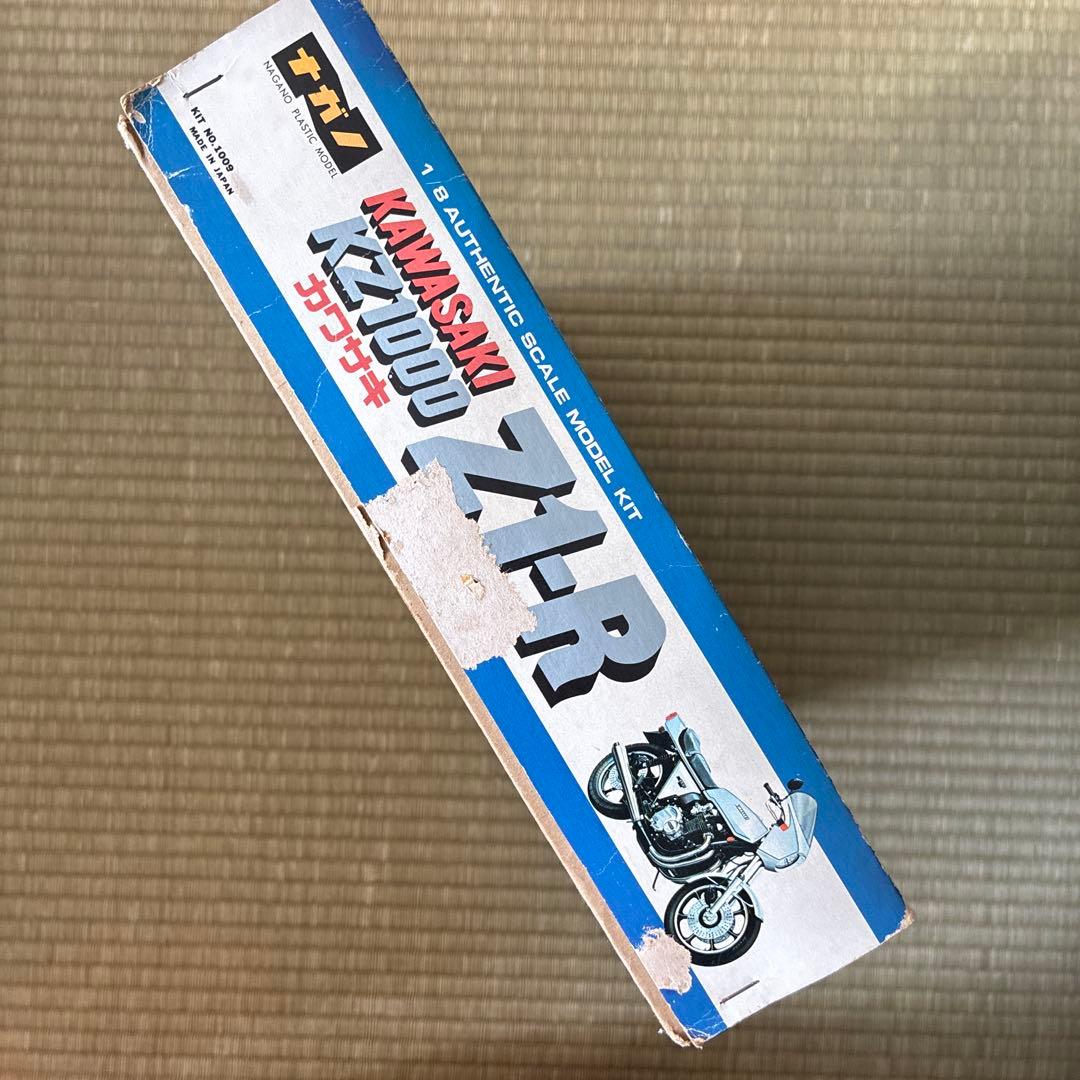 ナガノ
NAGANO PLASTIC MODEL
KIT NO.1009
MADE IN JAPAN
1/8 AUTHENTIC SCALE MODEL KIT
KAWASAKI
KZ1000
カワサキ
Z1-R